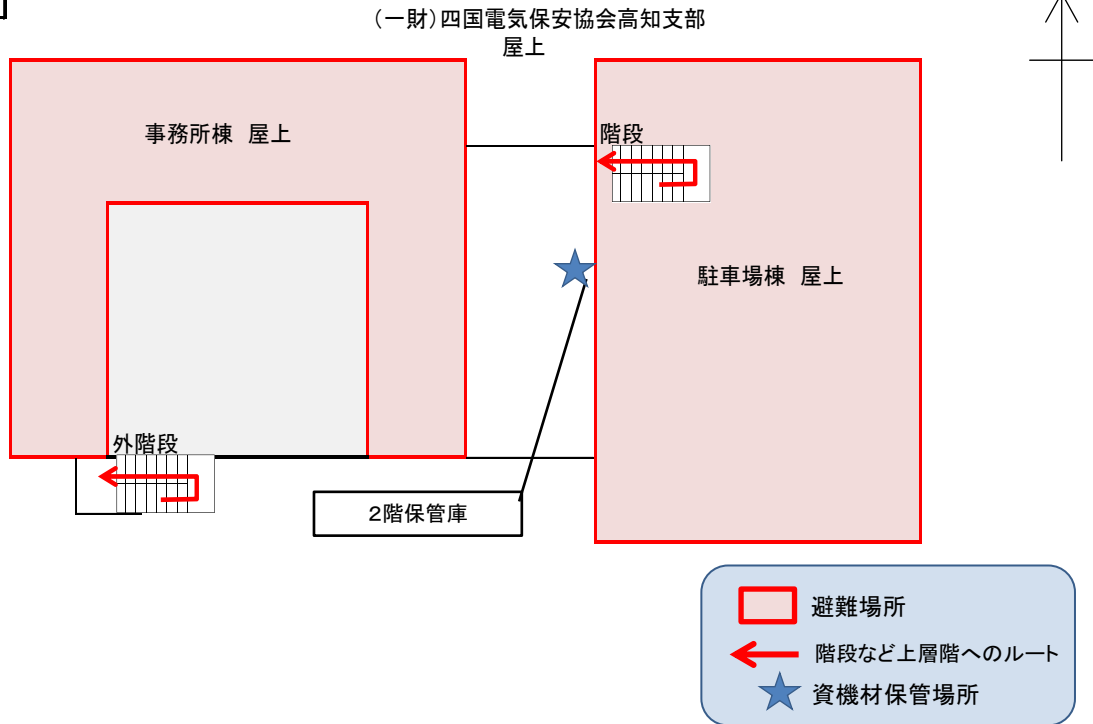 （一財）四国電気保安協会高知支部
屋上
事務所棟　屋上
階段
駐車場棟　屋上
外階段
２階保管庫
避難場所
階段など上層階へのルート
資機材保管場所